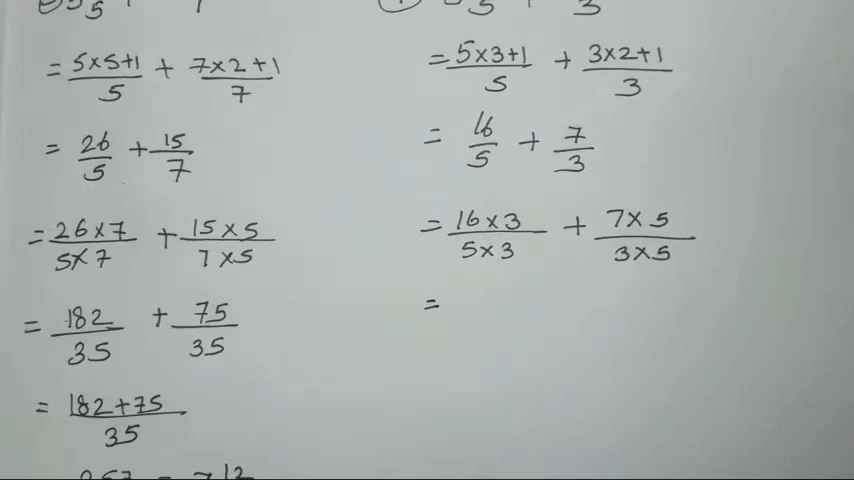 = 5×5+1/5 + 7×2+1/7
= 26/5 + 15/7
= 26×7/5×7 + 15×5/7×5
= 182/35 + 75/35
= 182+75/35
= 5×3+1/5 + 3×2+1/3
= 16/5 + 7/3
= 16×3/5×3 + 7×5/3×5
=